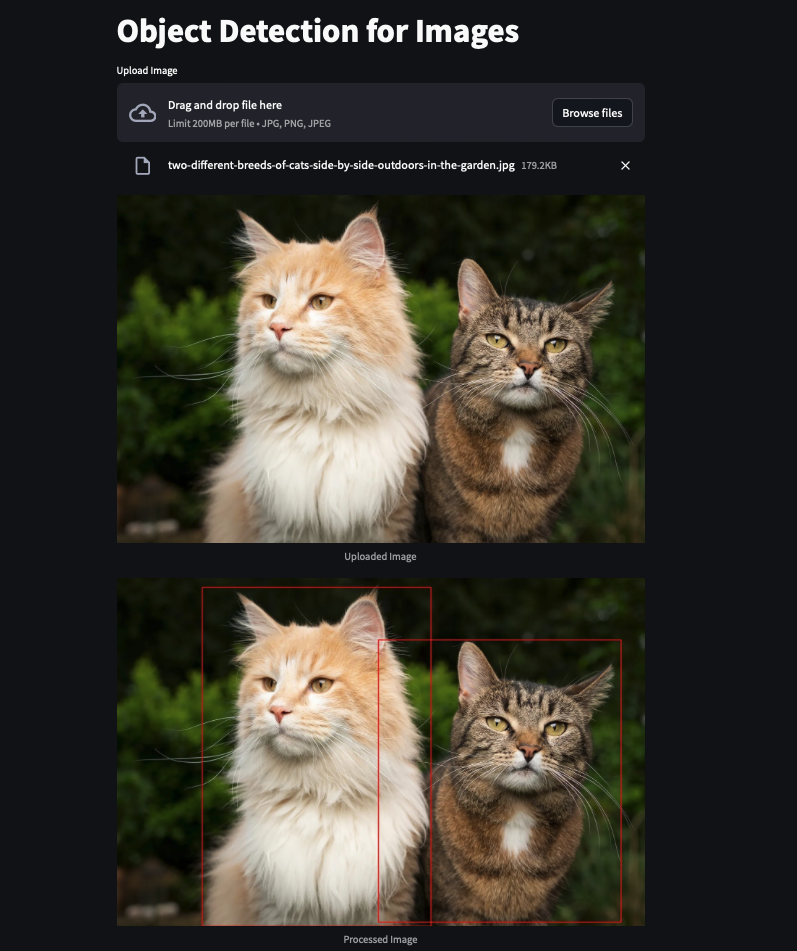 Object Detection for Images
Upload Image
Drag and drop file here
Limit 200MB per file • JPG, PNG, JPEG
Browse files
two-different-breeds-of-cats-side-by-side-outdoors-in-the-garden.jpg 179.2KB
Uploaded Image
Processed Image